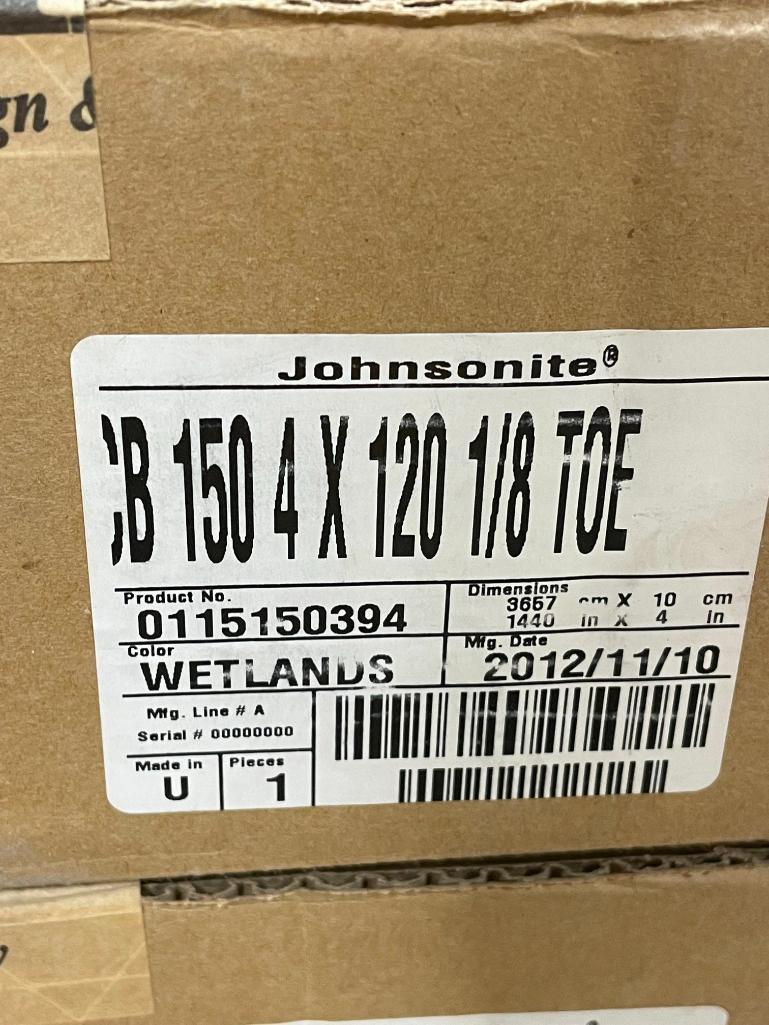 Johnsonite®
CB 150 4 X 120 1/8 TOE
Product No.
0115150394
Dimensions
3657 cm X 10 cm
1440 in X 4 in
Color
WETLANDS
Mfg. Date
2012/11/10
Mfg. Line # A
Serial # 00000000
Made in
U
Pieces
1